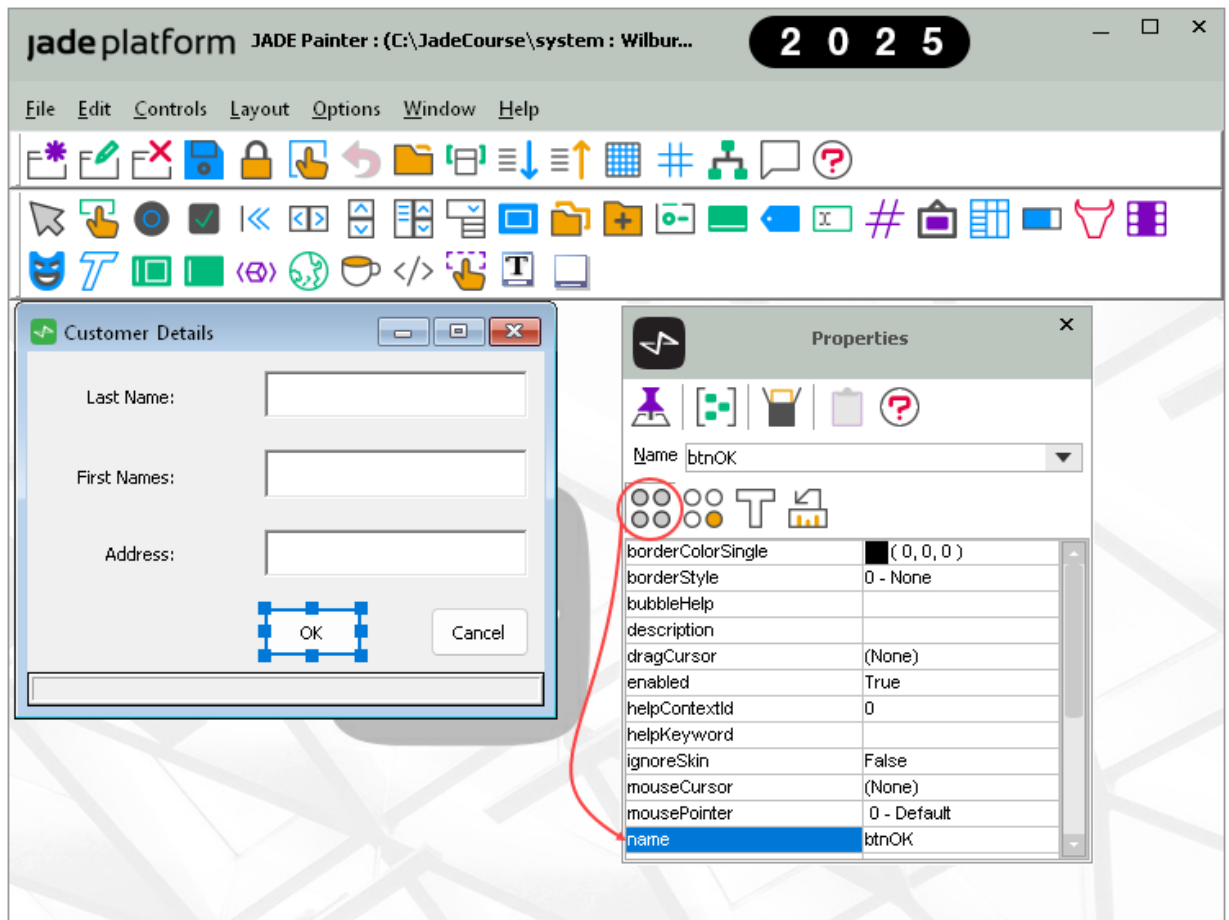 jadeplatform JADE Painter : (C:\JadeCourse\system : Wilbur... 2 0 2 5
File Edit Controls Layout Options Window Help
Customer Details
Last Name:
First Names:
Address:
OK Cancel
Properties
Name btnOK
borderColorSingle ( 0, 0, 0 )
borderStyle 0 - None
bubbleHelp
description
dragCursor (None)
enabled True
helpContextId 0
helpKeyword
ignoreSkin False
mouseCursor (None)
mousePointer 0 - Default
name btnOK